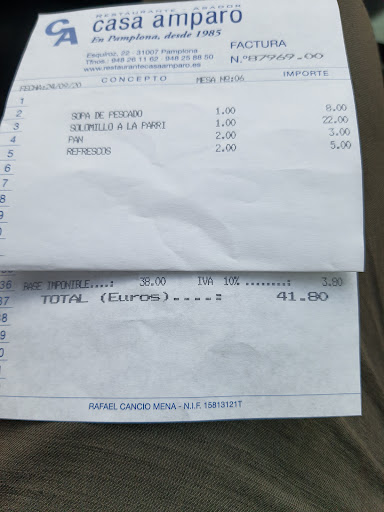 RESTAURANTE - ASADOR
CA casa amparo
En Pamplona, desde 1985
Esquíroz, 22 - 31007 Pamplona
Tfnos.: 948 26 11 62 - 948 25 88 50
www.restaurantecasaamparo.es
FACTURA
N.º 87969.-00
FECHA:24/09/20 CONCEPTO MESA Nº:06 IMPORTE
1
2 SOPA DE PESCADO 1.00 8.00
3 SOLOMILLO A LA PARRI 1.00 22.00
4 PAN 2.00 3.00
5 REFRESCOS 2.00 5.00
6
7
8
9
0
36 BASE IMPONIBLE....: 38.00 IVA 10% ........: 3.80
37 TOTAL (Euros)....: 41.80
38
39
0
RAFAEL CANCIO MENA - N.I.F. 15813121T